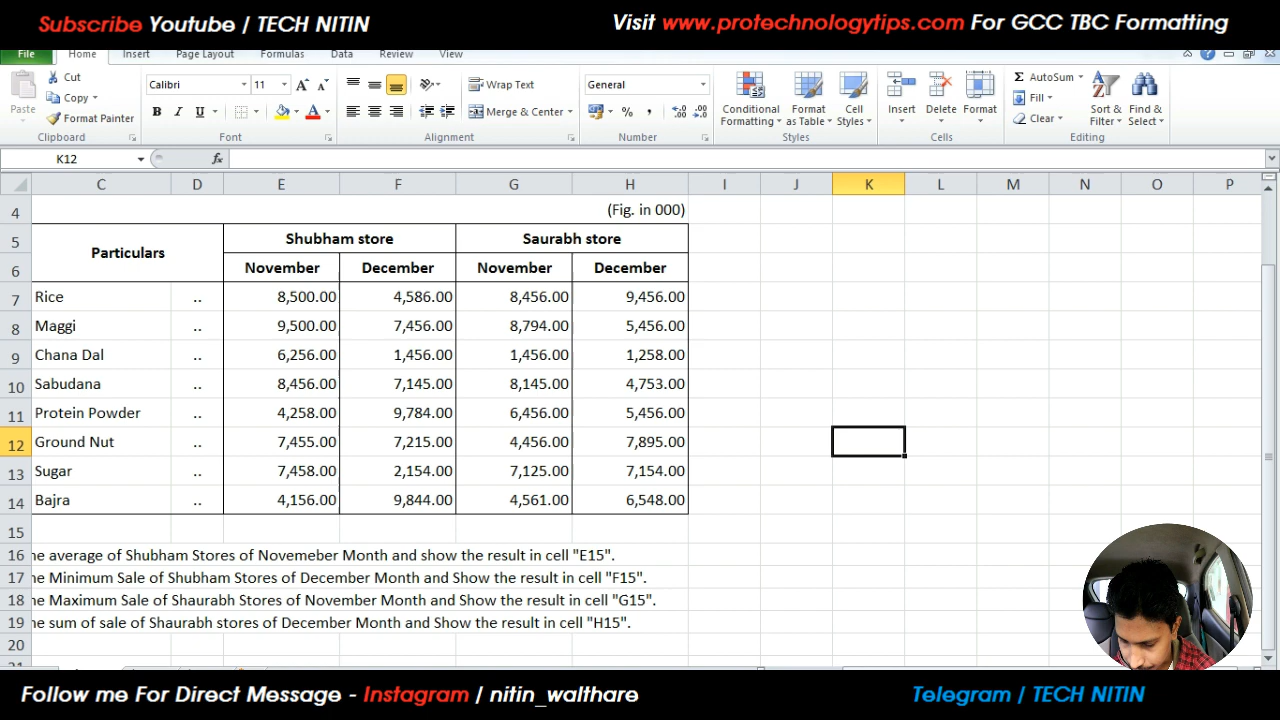 Subscribe Youtube / TECH NITIN
Visit www.protechnologytips.com For GCC TBC Formatting
File Home Insert Page Layout Formulas Data Review View
Paste
Cut
Copy
Format Painter
Clipboard
Calibri 11
B I U
Font
Wrap Text
Merge & Center
Alignment
General
%
Number
Conditional Formatting
Format as Table
Cell Styles
Styles
Insert
Delete
Format
Cells
Σ AutoSum
Fill
Clear
Sort & Filter
Find & Select
Editing
K12 fx
C D E F G H I J K L M N O P
4 (Fig. in 000)
5 Particulars Shubham store Saurabh store
6 November December November December
7 Rice .. 8,500.00 4,586.00 8,456.00 9,456.00
8 Maggi .. 9,500.00 7,456.00 8,794.00 5,456.00
9 Chana Dal .. 6,256.00 1,456.00 1,456.00 1,258.00
10 Sabudana .. 8,456.00 7,145.00 8,145.00 4,753.00
11 Protein Powder .. 4,258.00 9,784.00 6,456.00 5,456.00
12 Ground Nut .. 7,455.00 7,215.00 4,456.00 7,895.00
13 Sugar .. 7,458.00 2,154.00 7,125.00 7,154.00
14 Bajra .. 4,156.00 9,844.00 4,561.00 6,548.00
15
16 he average of Shubham Stores of Novemeber Month and show the result in cell "E15".
17 he Minimum Sale of Shubham Stores of December Month and Show the result in cell "F15".
18 he Maximum Sale of Shaurabh Stores of November Month and Show the result in cell "G15".
19 he sum of sale of Shaurabh stores of December Month and Show the result in cell "H15".
20
Follow me For Direct Message - Instagram / nitin_walthare
Telegram / TECH NITIN